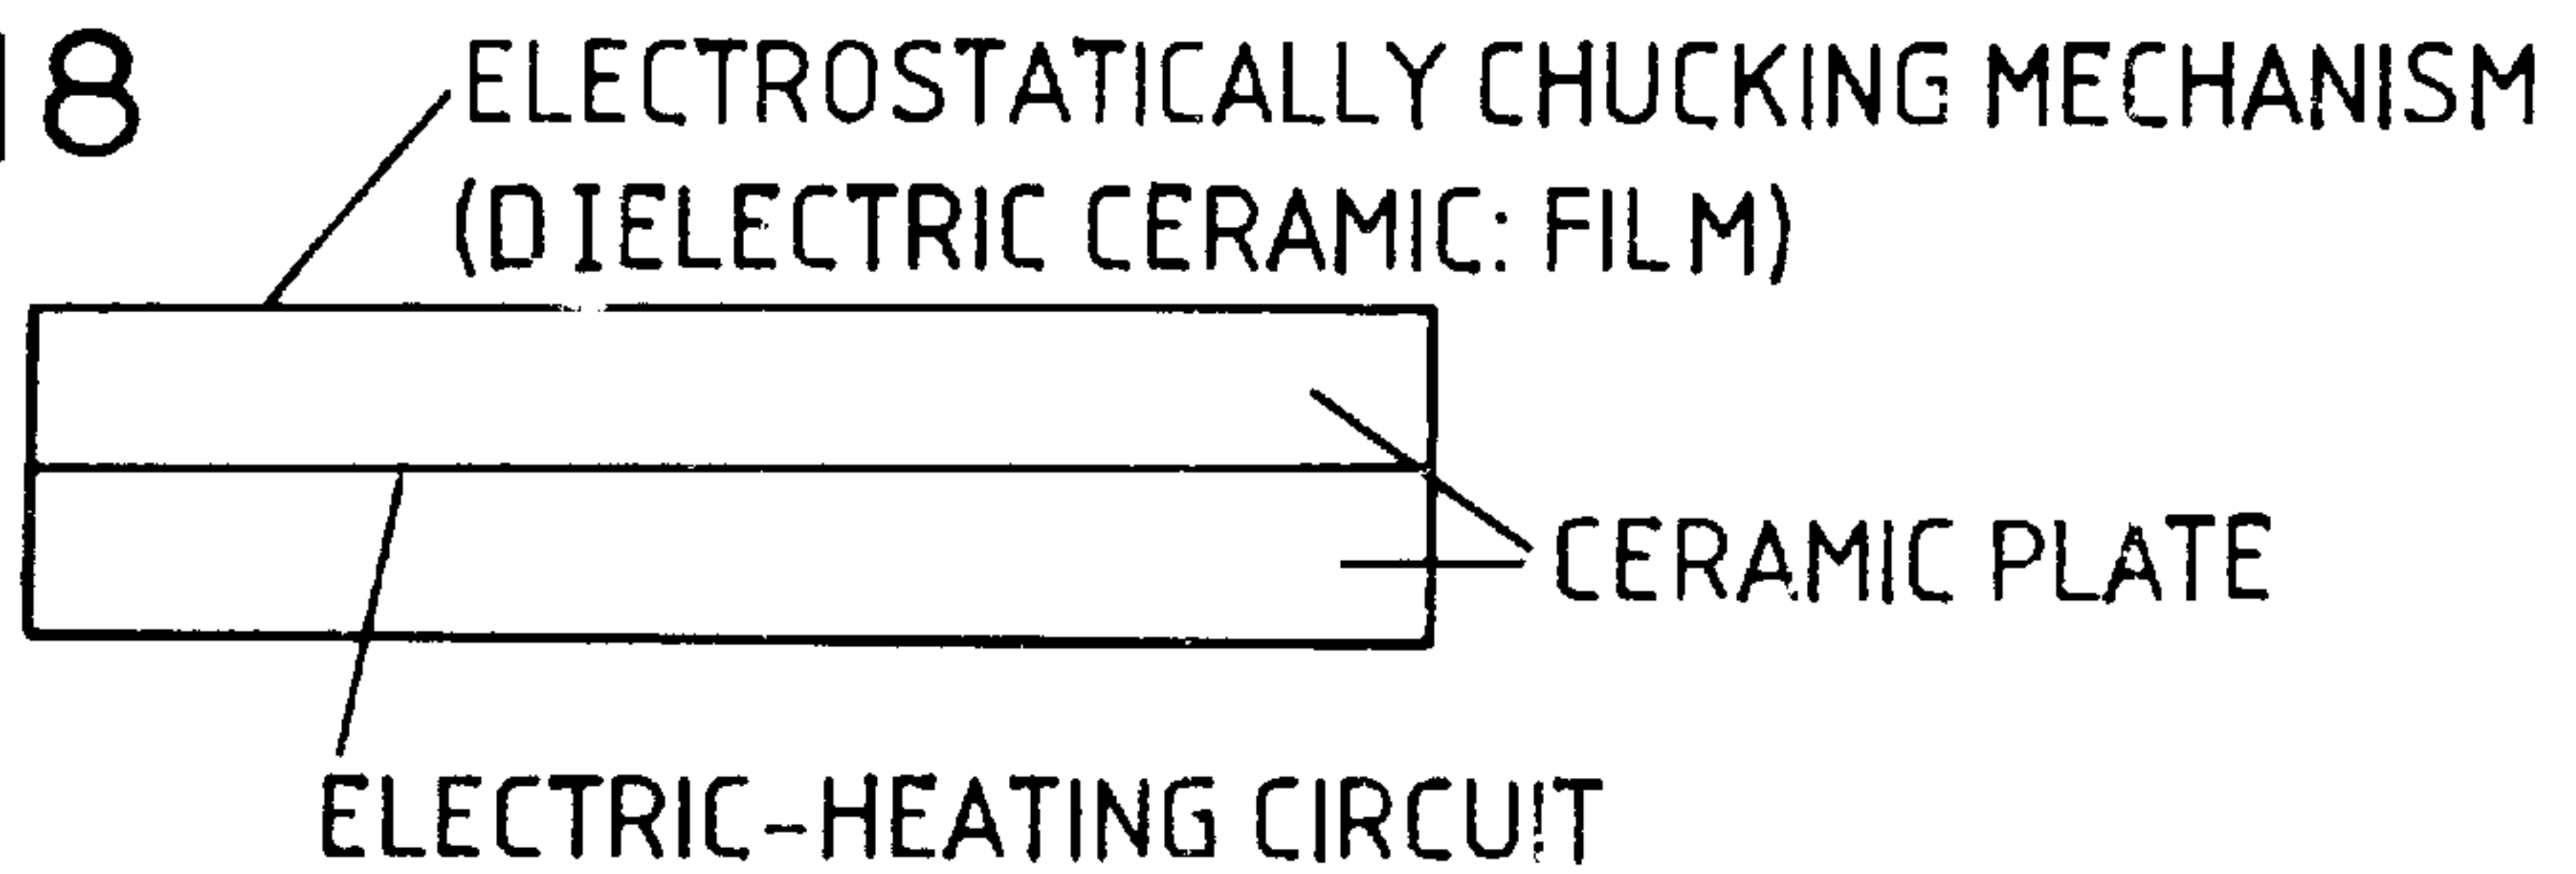 18
ELECTROSTATICALLY CHUCKING MECHANISM
(DIELECTRIC CERAMIC: FILM)
CERAMIC PLATE
ELECTRIC-HEATING CIRCUIT